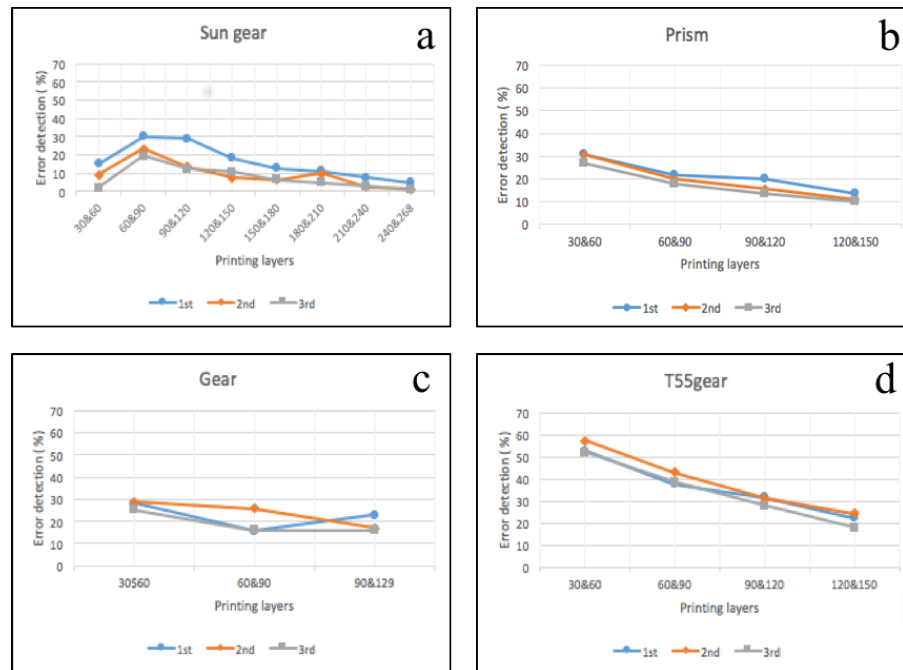 Sun gear
a
Error detection ( %)
70
60
50
40
30
20
10
0
30&60
60&90
90&120
120&150
150&180
180&210
210&240
240&268
Printing layers
1st 2nd 3rd
Prism
b
Error detection ( %)
70
60
50
40
30
20
10
0
30&60 60&90 90&120 120&150
Printing layers
1st 2nd 3rd
Gear
c
Error detection ( %)
70
60
50
40
30
20
10
0
30$60 60&90 90&129
Printing layers
1st 2nd 3rd
T55gear
d
Error detection ( %)
70
60
50
40
30
20
10
0
30&60 60&90 90&120 120&150
Printing layers
1st 2nd 3rd